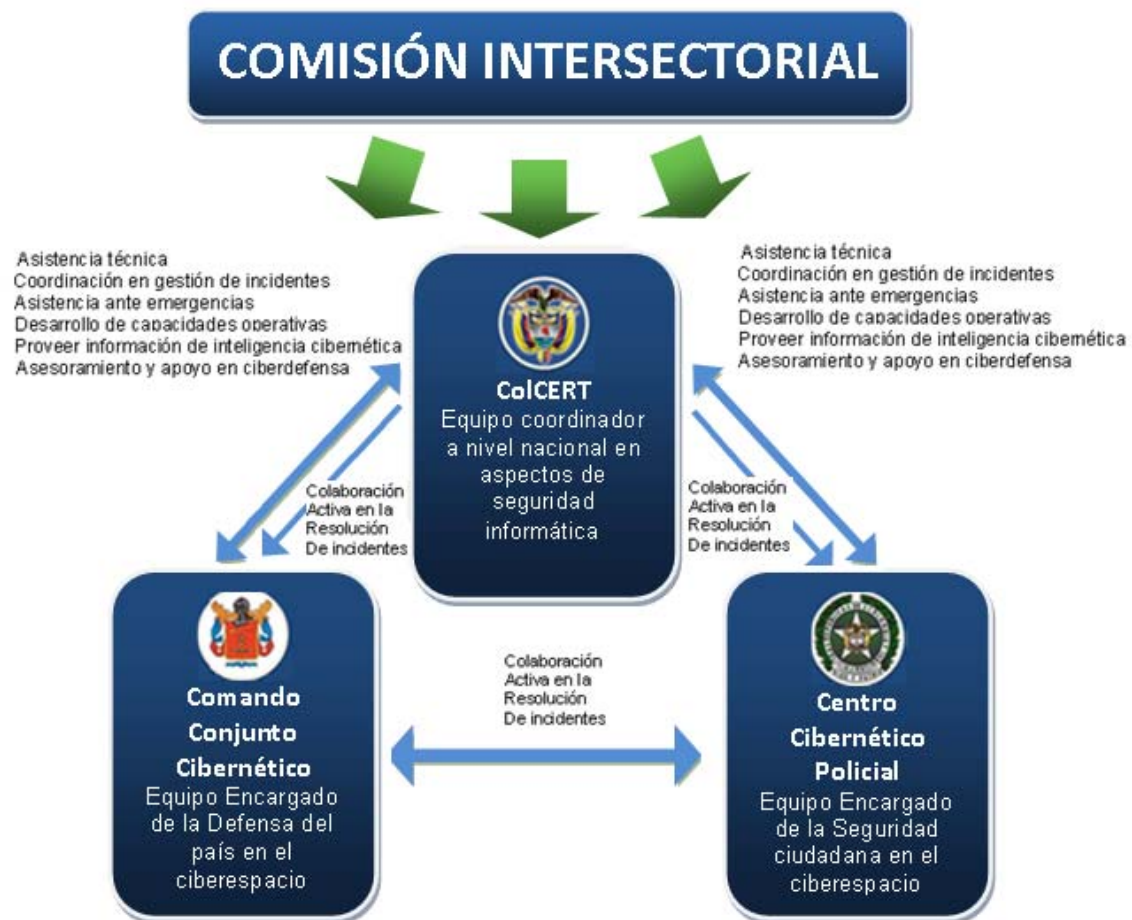 COMISIÓN INTERSECTORIAL
Asistencia técnica
Coordinación en gestión de incidentes
Asistencia ante emergencias
Desarrollo de capacidades operativas
Proveer información de inteligencia cibernética
Asesoramiento y apoyo en ciberdefensa
Asistencia técnica
Coordinación en gestión de incidentes
Asistencia ante emergencias
Desarrollo de capacidades operativas
Proveer información de inteligencia cibernética
Asesoramiento y apoyo en ciberdefensa
ColCERT
Equipo coordinador
a nivel nacional en
aspectos de
seguridad
informática
Colaboración
Activa en la
Resolución
De incidentes
Colaboración
Activa en la
Resolución
De incidentes
Colaboración
Activa en la
Resolución
De incidentes
Comando
Conjunto
Cibernético
Equipo Encargado
de la Defensa del
país en el
ciberespacio
Centro
Cibernético
Policial
Equipo Encargado
de la Seguridad
ciudadana en el
ciberespacio